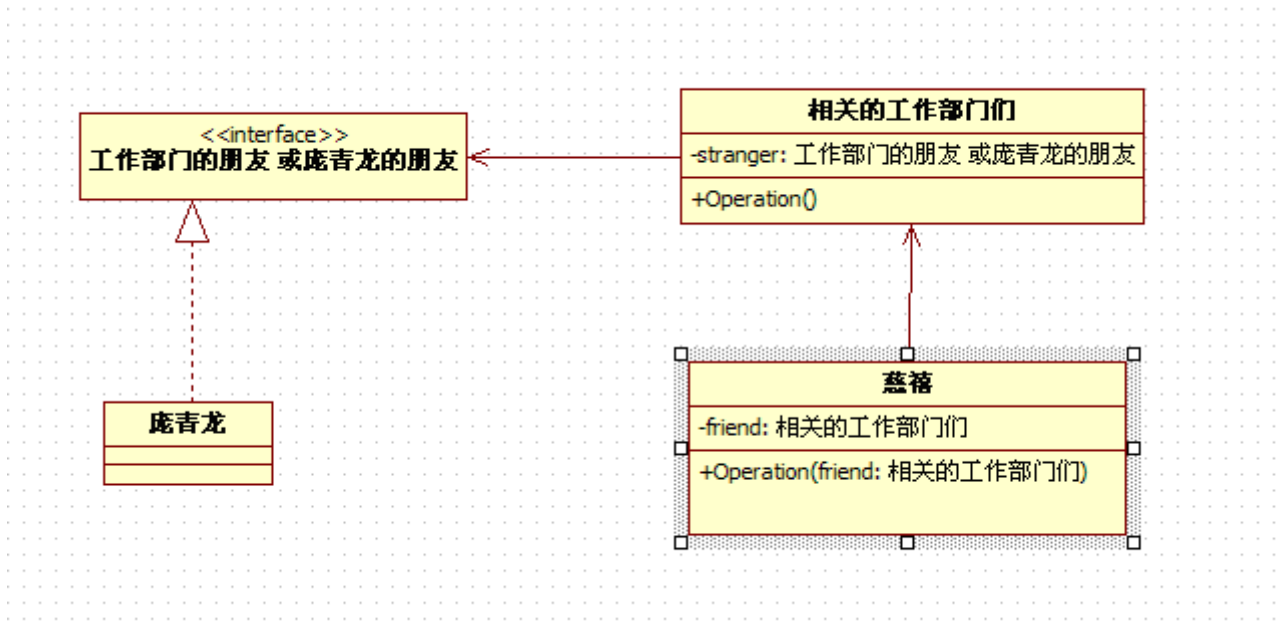 <<interface>>
工作部门的朋友 或庞青龙的朋友
相关的工作部门们
-stranger: 工作部门的朋友 或庞青龙的朋友
+Operation()
庞青龙
慈禧
-friend: 相关的工作部门们
+Operation(friend: 相关的工作部门们)